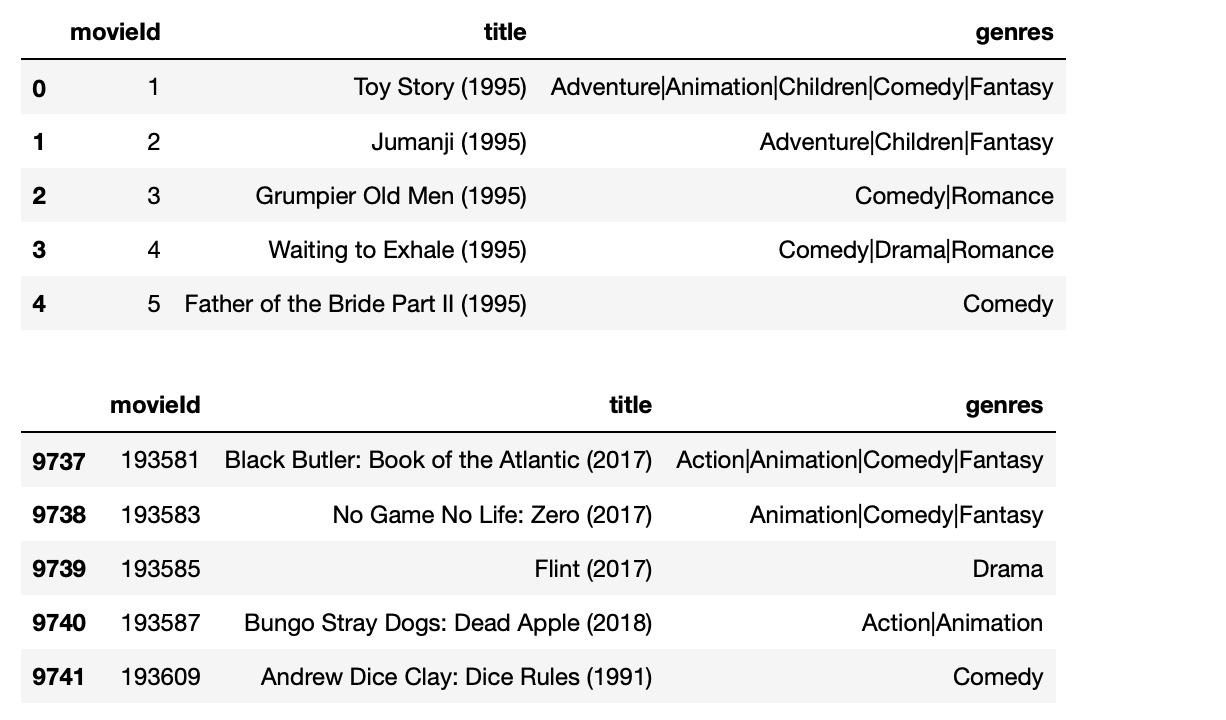 movieId title genres
0 1 Toy Story (1995) Adventure|Animation|Children|Comedy|Fantasy
1 2 Jumanji (1995) Adventure|Children|Fantasy
2 3 Grumpier Old Men (1995) Comedy|Romance
3 4 Waiting to Exhale (1995) Comedy|Drama|Romance
4 5 Father of the Bride Part II (1995) Comedy
movieId title genres
9737 193581 Black Butler: Book of the Atlantic (2017) Action|Animation|Comedy|Fantasy
9738 193583 No Game No Life: Zero (2017) Animation|Comedy|Fantasy
9739 193585 Flint (2017) Drama
9740 193587 Bungo Stray Dogs: Dead Apple (2018) Action|Animation
9741 193609 Andrew Dice Clay: Dice Rules (1991) Comedy